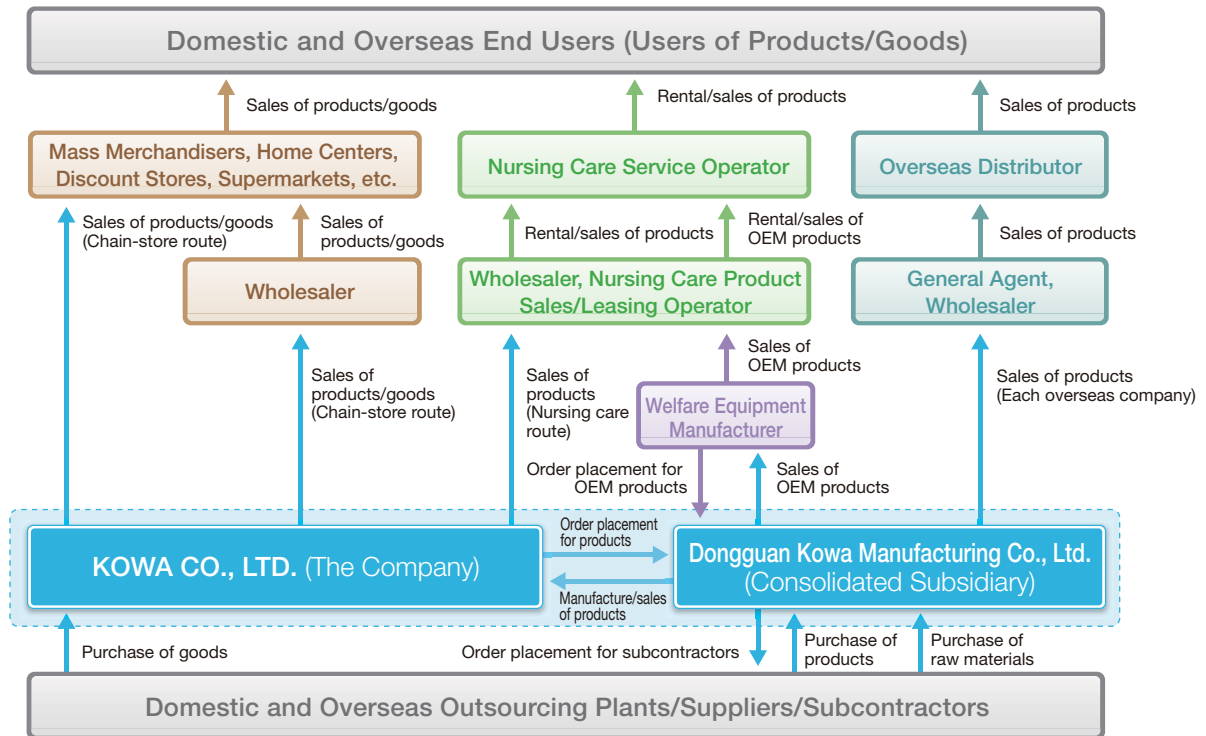 Domestic and Overseas End Users (Users of Products/Goods)
Sales of products/goods
Rental/sales of products
Sales of products
Mass Merchandisers, Home Centers,
Discount Stores, Supermarkets, etc.
Nursing Care Service Operator
Overseas Distributor
Sales of products/goods
(Chain-store route)
Sales of
products/goods
Rental/sales of products
Rental/sales of
OEM products
Sales of products
Wholesaler
Wholesaler, Nursing Care Product
Sales/Leasing Operator
General Agent,
Wholesaler
Sales of
products/goods
(Chain-store route)
Sales of
products
(Nursing care
route)
Sales of
OEM products
Sales of products
(Each overseas company)
Welfare Equipment
Manufacturer
Order placement for
OEM products
Sales of
OEM products
KOWA CO., LTD. (The Company)
Order placement
for products
Manufacture/sales
of products
Dongguan Kowa Manufacturing Co., Ltd.
(Consolidated Subsidiary)
Purchase of goods
Order placement for subcontractors
Purchase of
products
Purchase of
raw materials
Domestic and Overseas Outsourcing Plants/Suppliers/Subcontractors